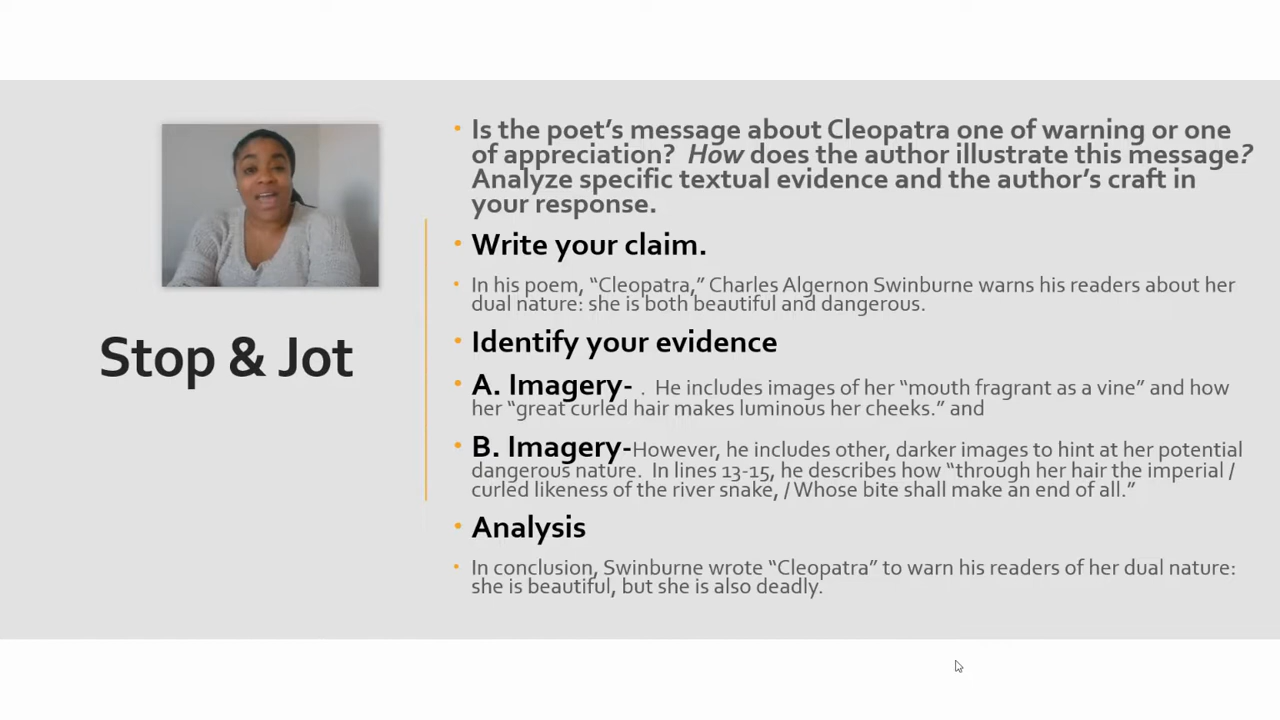 Stop & Jot
• Is the poet's message about Cleopatra one of warning or one
of appreciation? How does the author illustrate this message?
Analyze specific textual evidence and the author's craft in
your response.
• Write your claim.
• In his poem, “Cleopatra,” Charles Algernon Swinburne warns his readers about her
dual nature: she is both beautiful and dangerous.
• Identify your evidence
• A. Imagery- . He includes images of her “mouth fragrant as a vine” and how
her “great curled hair makes luminous her cheeks.” and
• B. Imagery-However, he includes other, darker images to hint at her potential
dangerous nature. In lines 13-15, he describes how “through her hair the imperial /
curled likeness of the river snake, / Whose bite shall make an end of all.”
• Analysis
• In conclusion, Swinburne wrote “Cleopatra” to warn his readers of her dual nature:
she is beautiful, but she is also deadly.